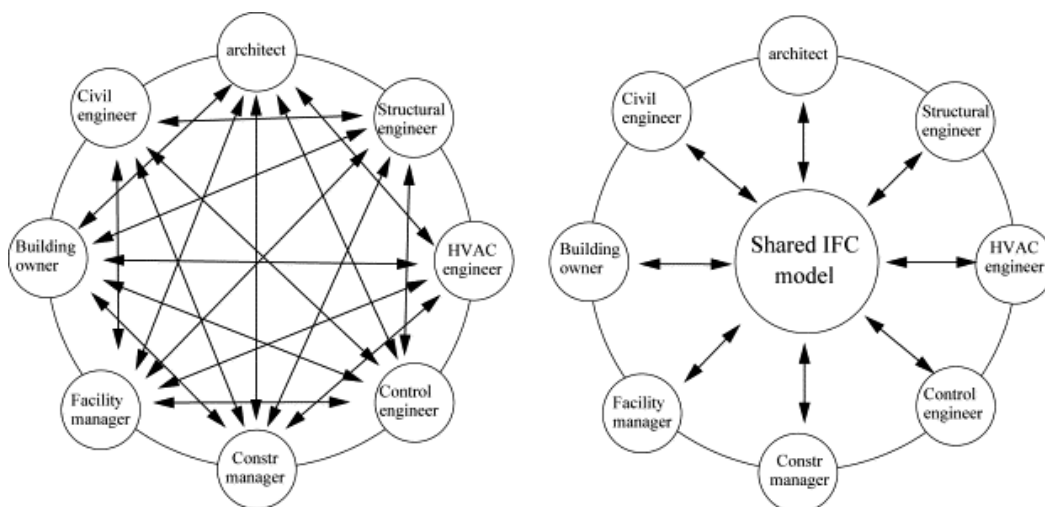 architect
Civil
engineer
Structural
engineer
Building
owner
HVAC
engineer
Facility
manager
Control
engineer
Constr
manager
architect
Civil
engineer
Structural
engineer
Building
owner
Shared IFC
model
HVAC
engineer
Facility
manager
Control
engineer
Constr
manager